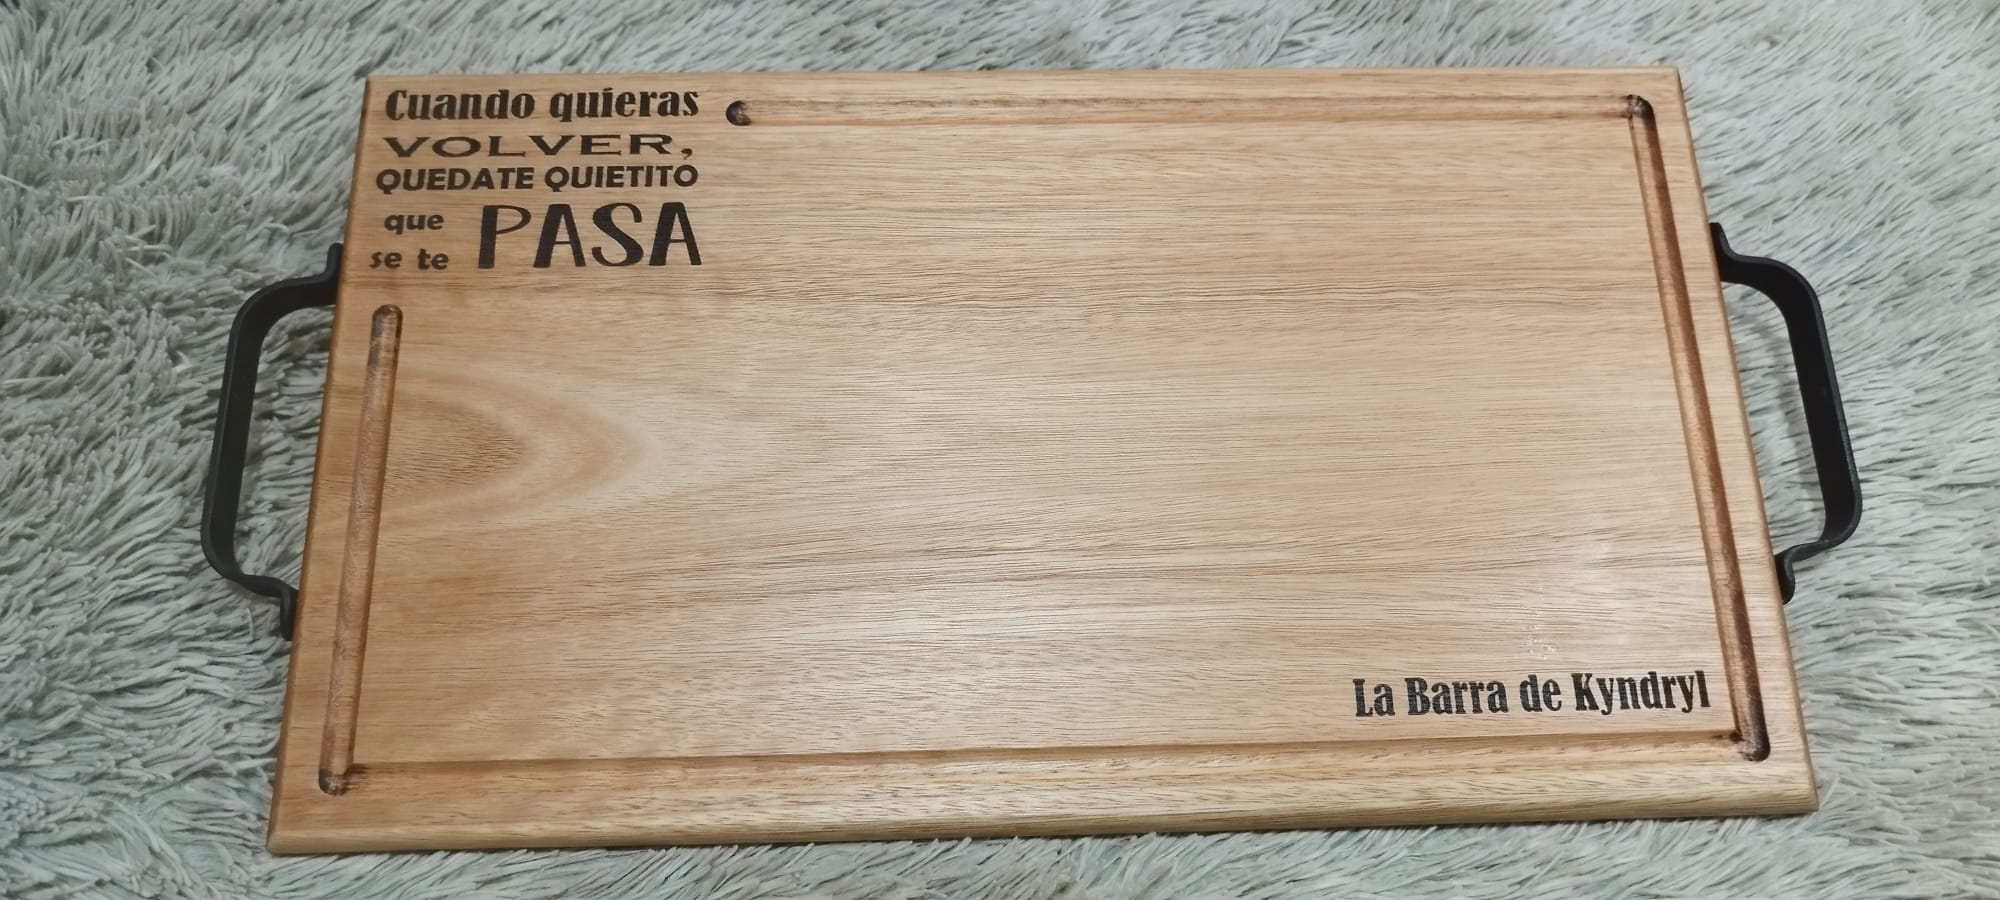 Cuando quieras
VOLVER,
QUEDATE QUIETITO
que
se te PASA
La Barra de Kyndryl